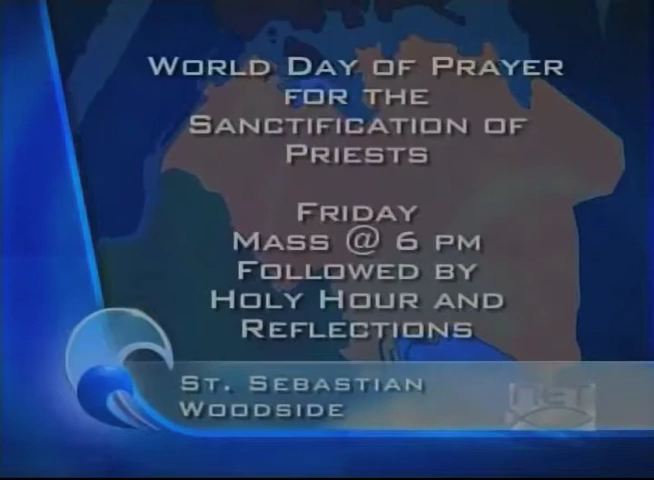 World Day of Prayer
for the
Sanctification of
Priests
Friday
Mass @ 6 pm
Followed by
Holy Hour and
Reflections
St. Sebastian
Woodside
NET